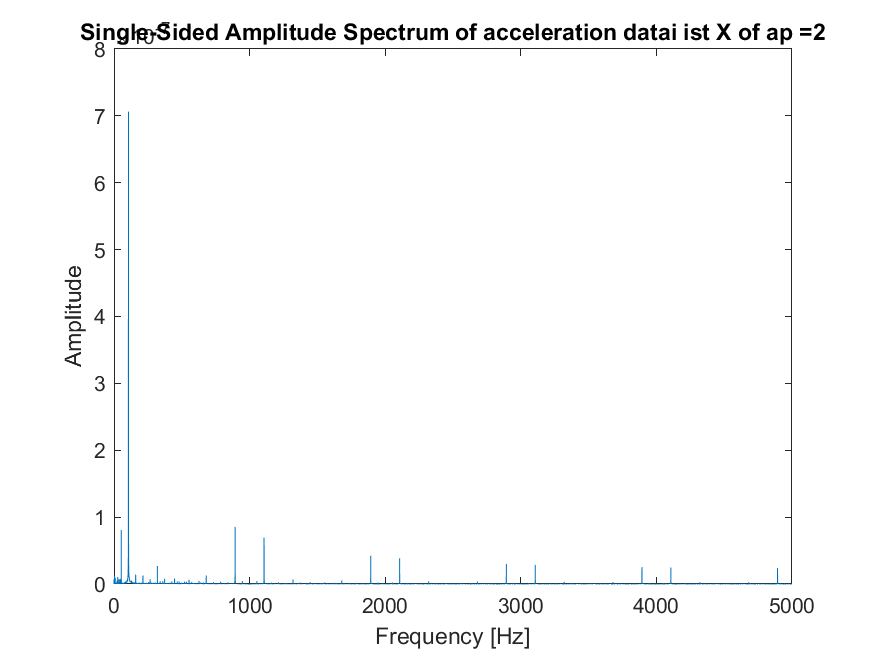 Single-Sided Amplitude Spectrum of acceleration datai ist X of ap =2
8
7
6
5
4
3
2
1
0
Amplitude
0 1000 2000 3000 4000 5000
Frequency [Hz]